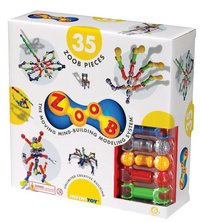 35
ZOOB PIECES
ZOOB
THE MOVING MIND-BUILDING MODELING SYSTEM
INFINITOY